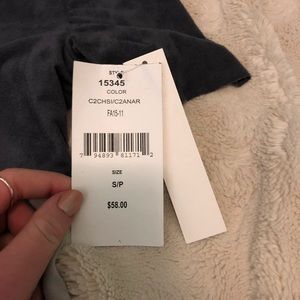 STYLE
15345
COLOR
C2CHSI/C2ANAR
FA15-11
7 94893 81171 2
SIZE
S/P
$58.00